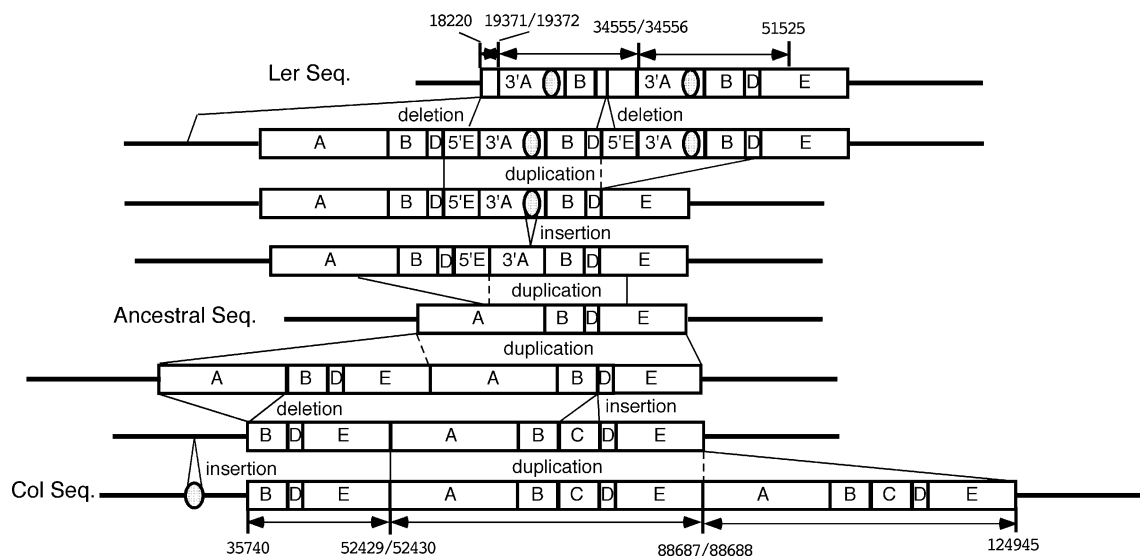 18220 19371/19372 34555/34556 51525
Ler Seq. 3'A B 3'A B D E
deletion deletion
A B D 5'E 3'A B D 5'E 3'A B D E
duplication
A B D 5'E 3'A B D E
insertion
A B D 5'E 3'A B D E
duplication
Ancestral Seq. A B D E
duplication
A B D E A B D E
deletion insertion
B D E A B C D E
insertion duplication
Col Seq. B D E A B C D E A B C D E
35740 52429/52430 88687/88688 124945